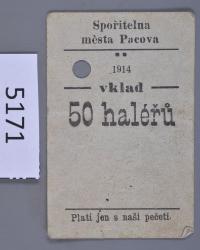 Spořitelna
města Pacova
1914
vklad
50 haléřů
Platí jen s naší pečetí.
5171